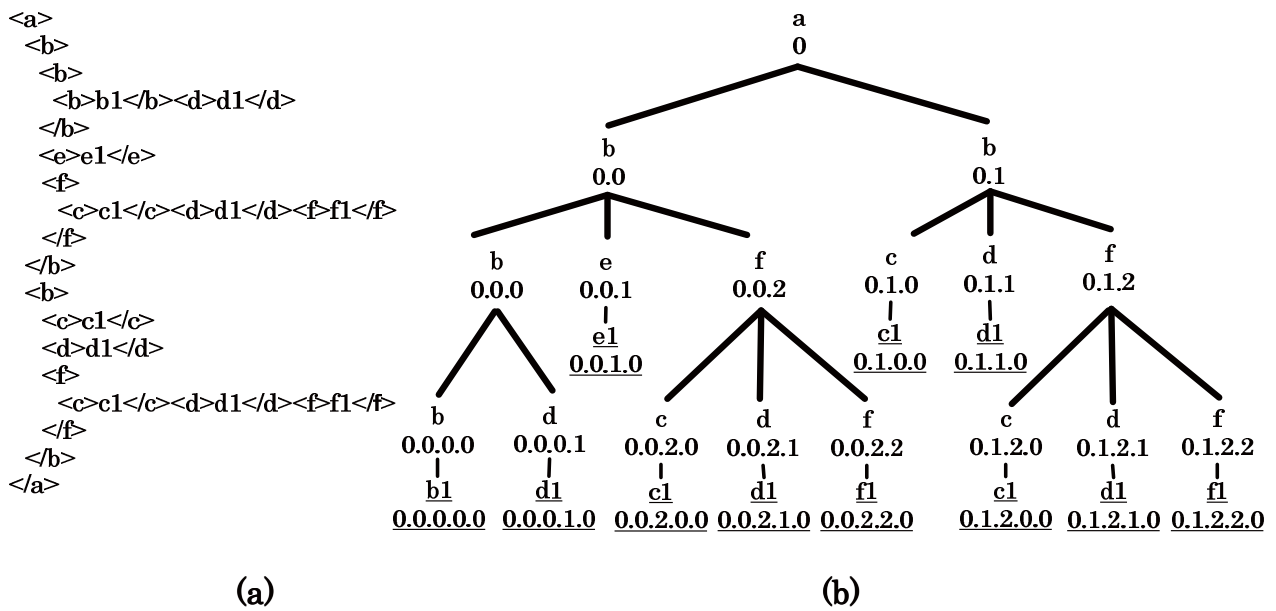 <a>
<b>
<b>
<b>b1</b><d>d1</d>
</b>
<e>e1</e>
<f>
<c>c1</c><d>d1</d><f>f1</f>
</f>
</b>
<b>
<c>c1</c>
<d>d1</d>
<f>
<c>c1</c><d>d1</d><f>f1</f>
</f>
</b>
</a>
(a)
a
0
b b
0.0 0.1
b e f c d f
0.0.0 0.0.1 0.0.2 0.1.0 0.1.1 0.1.2
e1 c1 d1
0.0.1.0 0.1.0.0 0.1.1.0
b d c d f c d f
0.0.0.0 0.0.0.1 0.0.2.0 0.0.2.1 0.0.2.2 0.1.2.0 0.1.2.1 0.1.2.2
b1 d1 c1 d1 f1 c1 d1 f1
0.0.0.0.0 0.0.0.1.0 0.0.2.0.0 0.0.2.1.0 0.0.2.2.0 0.1.2.0.0 0.1.2.1.0 0.1.2.2.0
(b)